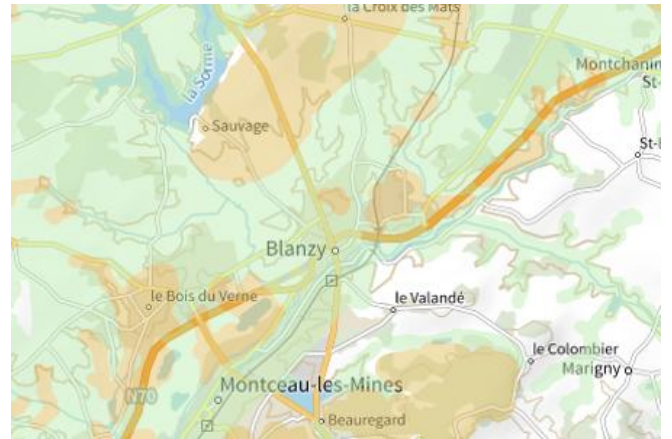 la Croix des Mats
la Sorme
Montchanin
St-
Sauvage
St-
Blanzy
le Bois du Verne
le Valandé
le Colombier
Marigny
Montceau-les-Mines
N70
Beauregard